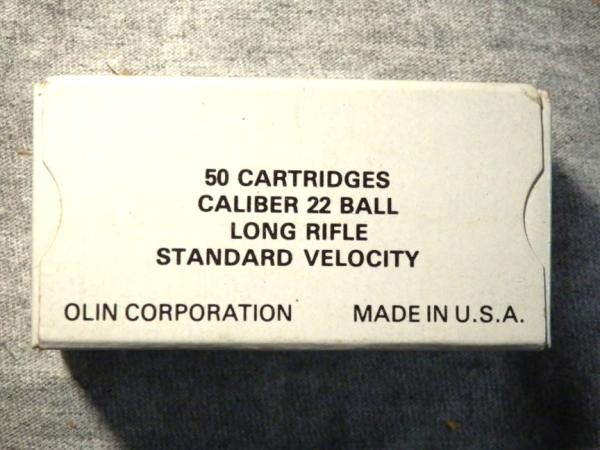 50 CARTRIDGES
CALIBER 22 BALL
LONG RIFLE
STANDARD VELOCITY
OLIN CORPORATION MADE IN U.S.A.